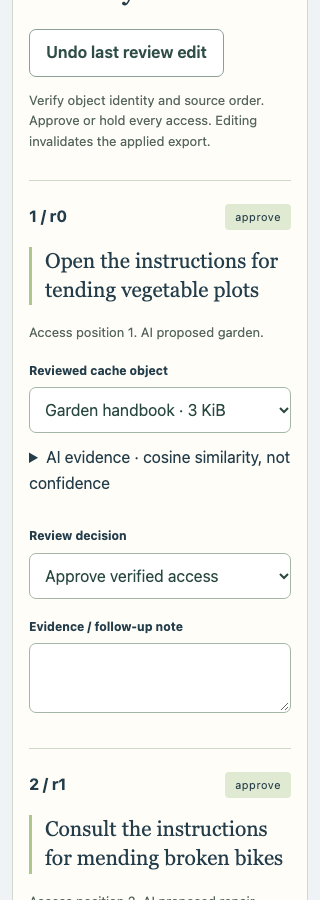 Undo last review edit
Verify object identity and source order.
Approve or hold every access. Editing
invalidates the applied export.
1 / r0
approve
Open the instructions for
tending vegetable plots
Access position 1. AI proposed garden.
Reviewed cache object
Garden handbook · 3 KiB
AI evidence · cosine similarity, not
confidence
Review decision
Approve verified access
Evidence / follow-up note
2 / r1
approve
Consult the instructions
for mending broken bikes